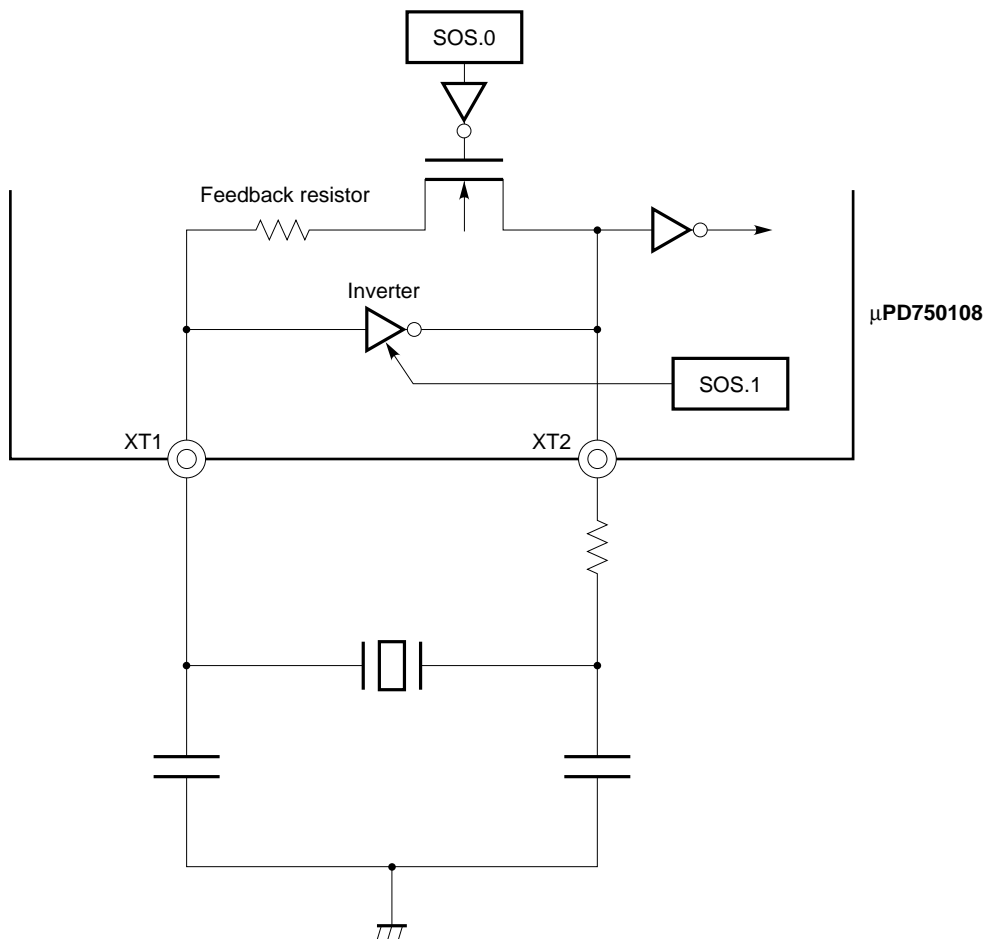 SOS.0
Feedback resistor
Inverter
μPD750108
SOS.1
XT1
XT2